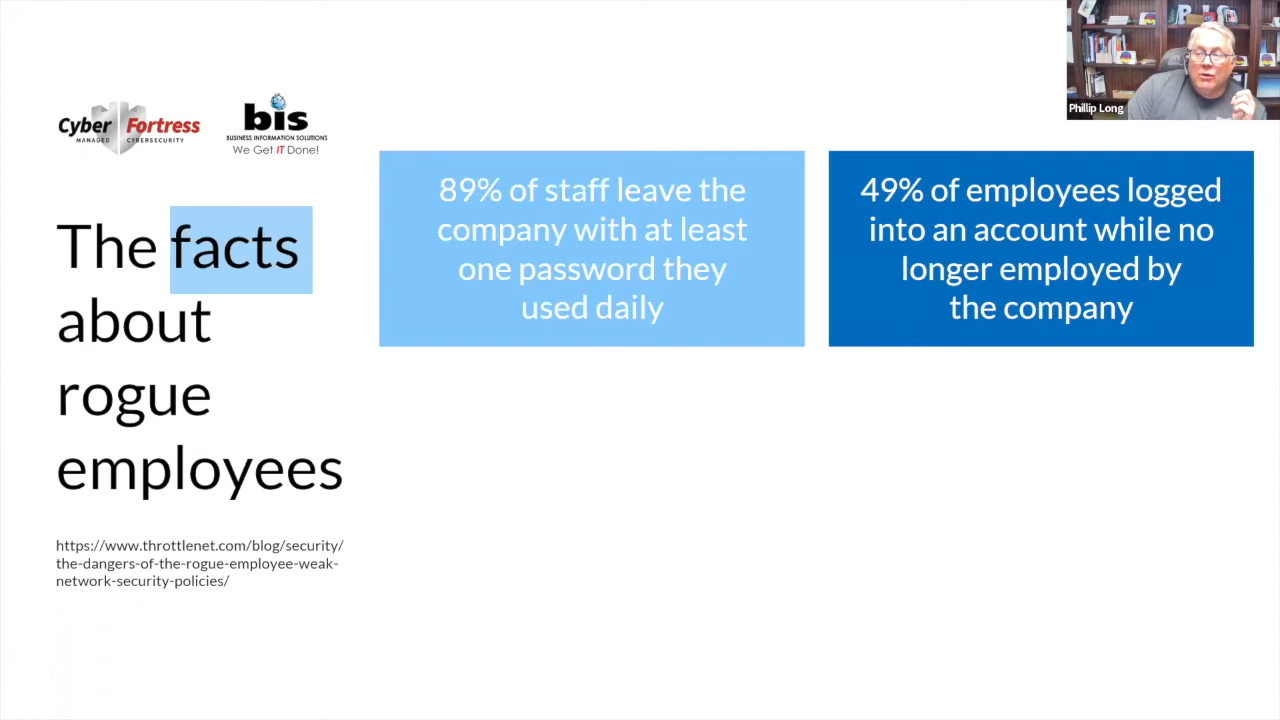 Cyber Fortress
MANAGED CYBERSECURITY
bis
BUSINESS INFORMATION SOLUTIONS
We Get IT Done!
The facts
about
rogue
employees
https://www.throttlenet.com/blog/security/
the-dangers-of-the-rogue-employee-weak-
network-security-policies/
89% of staff leave the
company with at least
one password they
used daily
49% of employees logged
into an account while no
longer employed by
the company
BIS
Phillip Long